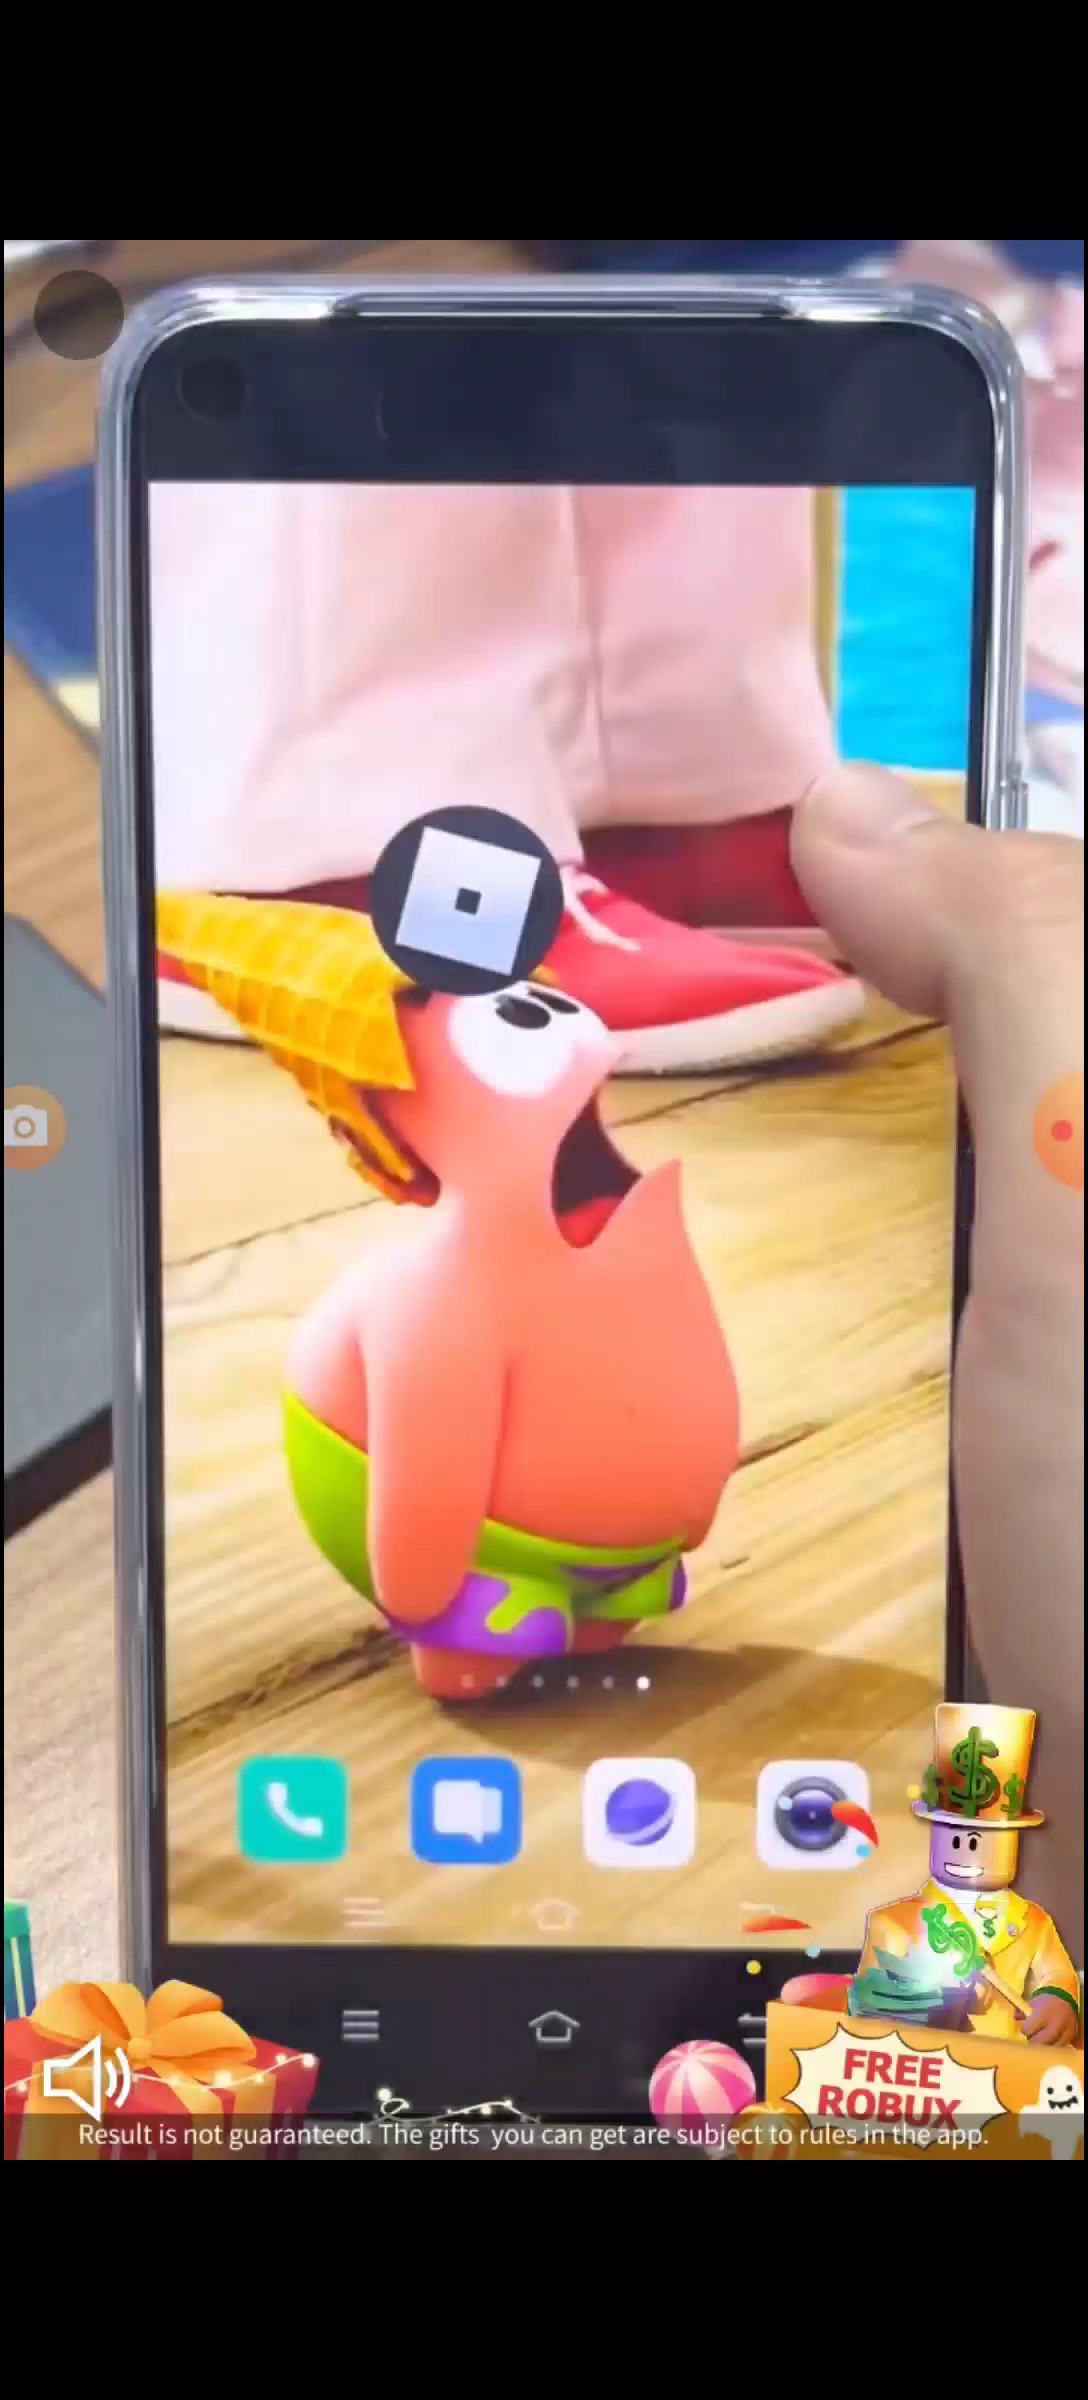 FREE
ROBUX
Result is not guaranteed. The gifts you can get are subject to rules in the app.